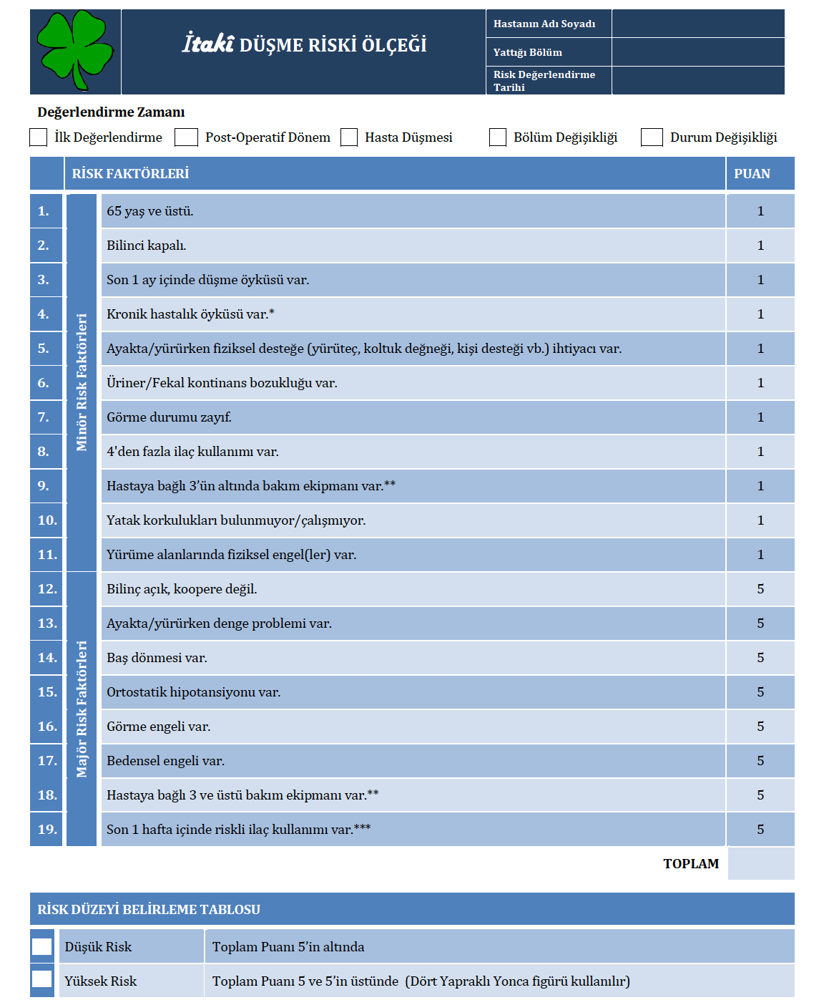 İtakî DÜŞME RİSKİ ÖLÇEĞİ
Hastanın Adı Soyadı
Yattığı Bölüm
Risk Değerlendirme
Tarihi
Değerlendirme Zamanı
İlk Değerlendirme Post-Operatif Dönem Hasta Düşmesi Bölüm Değişikliği Durum Değişikliği
RİSK FAKTÖRLERİ PUAN
Minör Risk Faktörleri
1. 65 yaş ve üstü. 1
2. Bilinci kapalı. 1
3. Son 1 ay içinde düşme öyküsü var. 1
4. Kronik hastalık öyküsü var.* 1
5. Ayakta/yürürken fiziksel desteğe (yürüteç, koltuk değneği, kişi desteği vb.) ihtiyacı var. 1
6. Üriner/Fekal kontinans bozukluğu var. 1
7. Görme durumu zayıf. 1
8. 4'den fazla ilaç kullanımı var. 1
9. Hastaya bağlı 3’ün altında bakım ekipmanı var.** 1
10. Yatak korkulukları bulunmuyor/çalışmıyor. 1
11. Yürüme alanlarında fiziksel engel(ler) var. 1
Majör Risk Faktörleri
12. Bilinç açık, koopere değil. 5
13. Ayakta/yürürken denge problemi var. 5
14. Baş dönmesi var. 5
15. Ortostatik hipotansiyonu var. 5
16. Görme engeli var. 5
17. Bedensel engeli var. 5
18. Hastaya bağlı 3 ve üstü bakım ekipmanı var.** 5
19. Son 1 hafta içinde riskli ilaç kullanımı var.*** 5
TOPLAM
RİSK DÜZEYİ BELİRLEME TABLOSU
Düşük Risk Toplam Puanı 5’in altında
Yüksek Risk Toplam Puanı 5 ve 5’in üstünde (Dört Yapraklı Yonca figürü kullanılır)